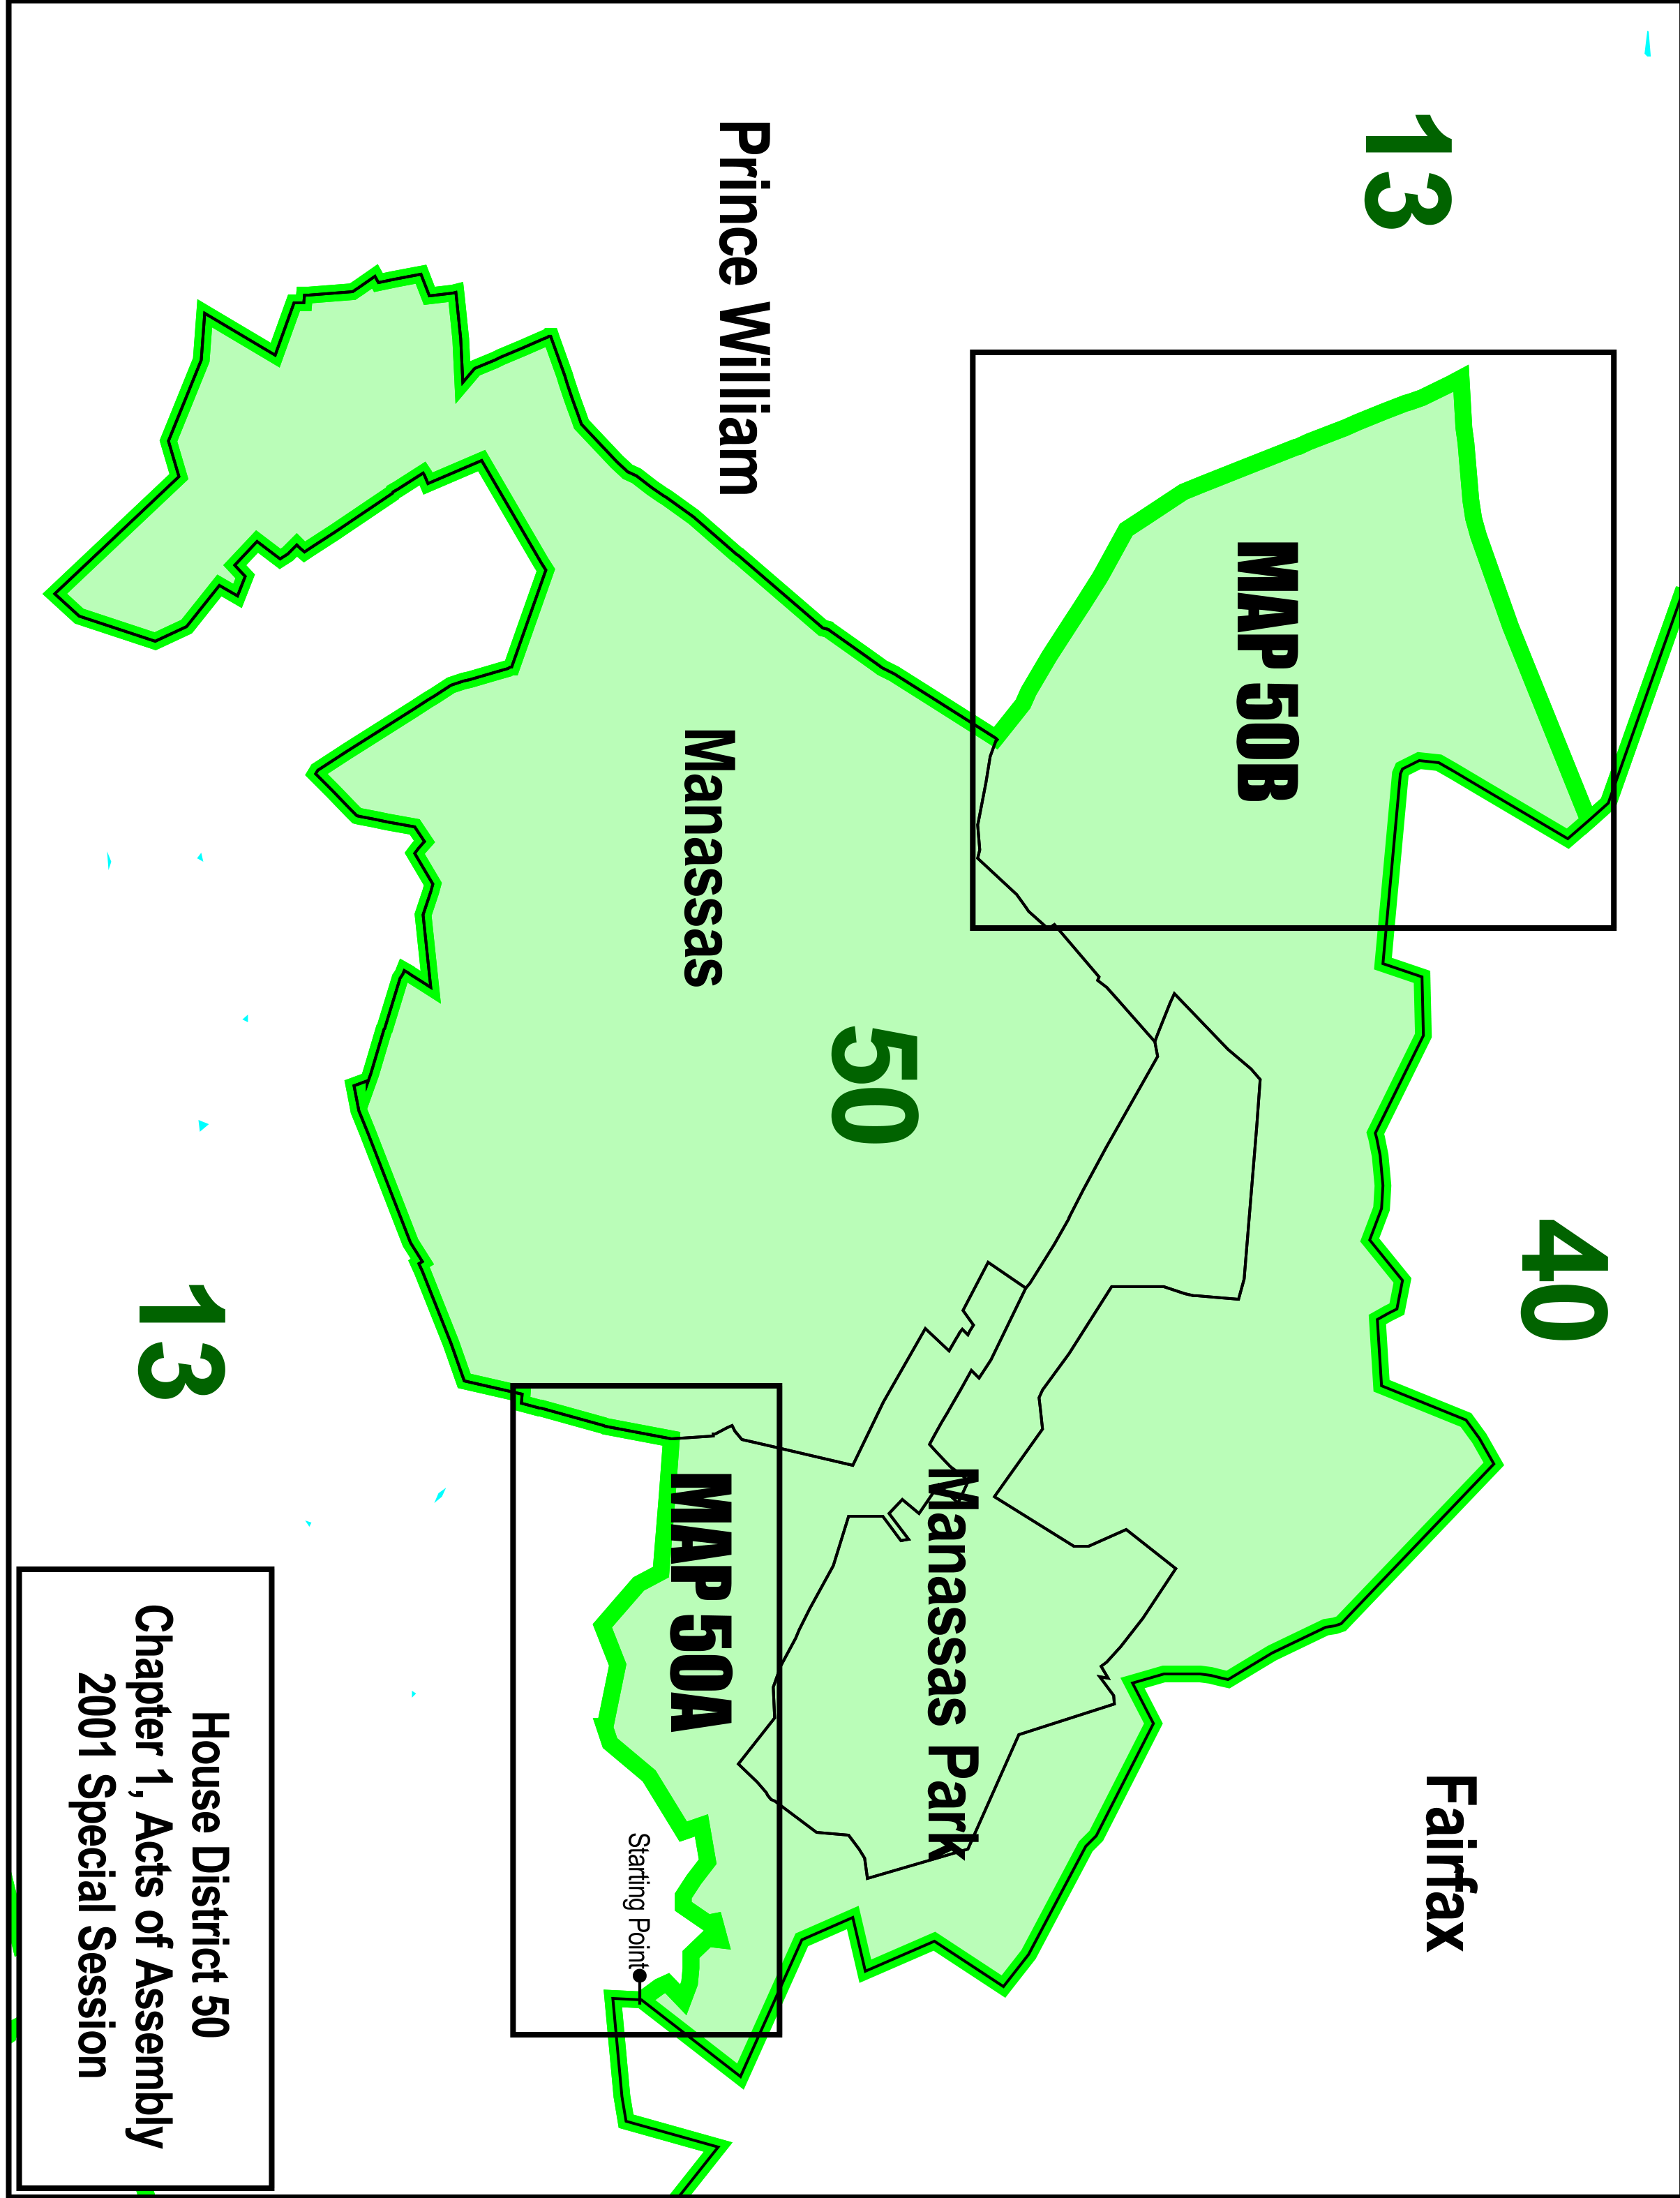 13
40
Fairfax
MAP 50B
Prince William
Manassas
50
Manassas Park
MAP 50A
Starting Point
13
House District 50
Chapter 1, Acts of Assembly
2001 Special Session